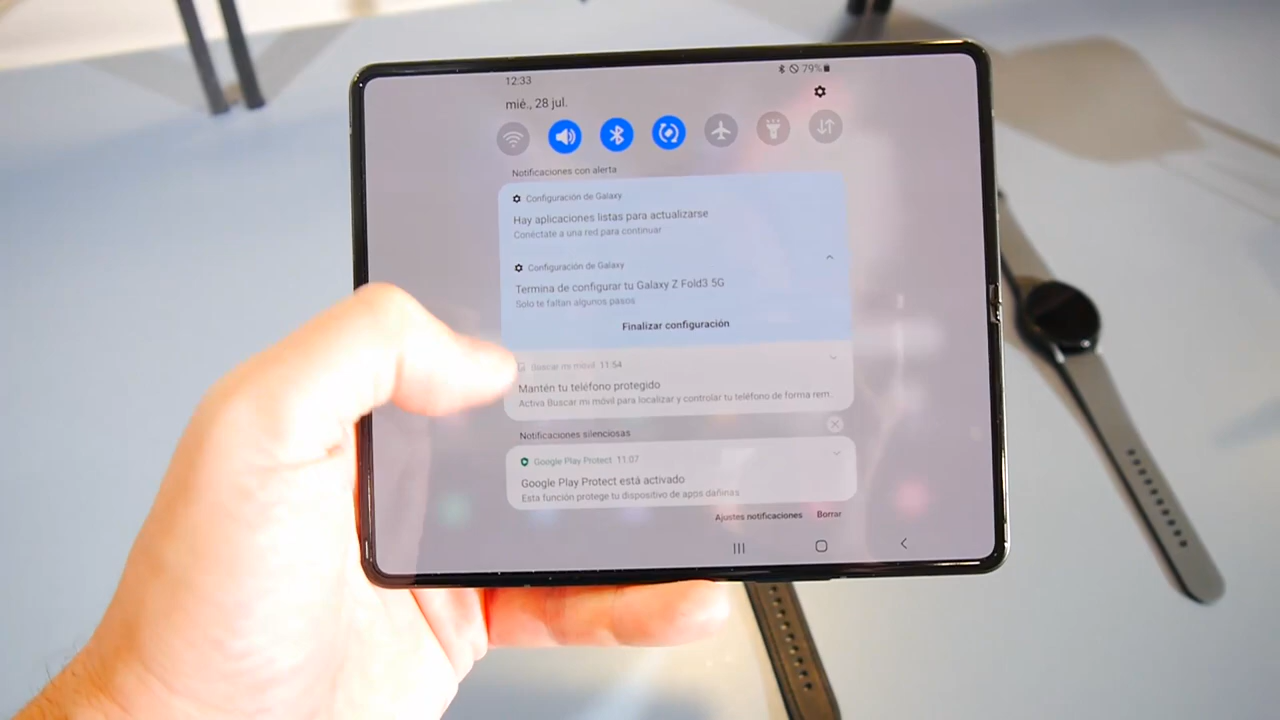 12:33
79%
mié., 28 jul.
Notificaciones con alerta
Configuración de Galaxy
Hay aplicaciones listas para actualizarse
Conéctate a una red para continuar
Configuración de Galaxy
Termina de configurar tu Galaxy Z Fold3 5G
Solo te faltan algunos pasos
Finalizar configuración
Buscar mi móvil 11:54
Mantén tu teléfono protegido
Activa Buscar mi móvil para localizar y controlar tu teléfono de forma rem..
Notificaciones silenciosas
Google Play Protect 11:07
Google Play Protect está activado
Esta función protege tu dispositivo de apps dañinas
Ajustes notificaciones Borrar